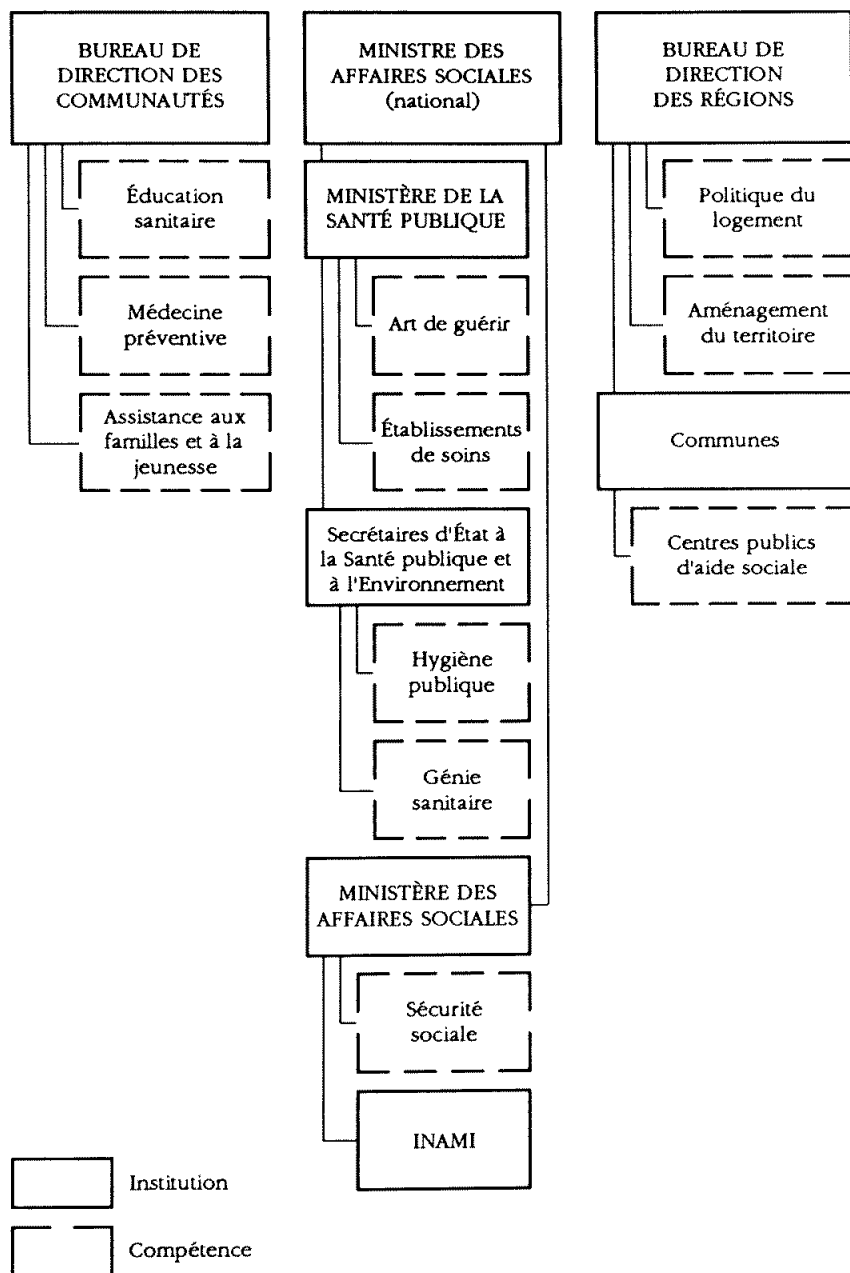 BUREAU DE
DIRECTION DES
COMMUNAUTÉS
Éducation
sanitaire
Médecine
préventive
Assistance aux
familles et à la
jeunesse
MINISTRE DES
AFFAIRES SOCIALES
(national)
MINISTÈRE DE LA
SANTÉ PUBLIQUE
Art de guérir
Établissements
de soins
Secrétaires d'État à
la Santé publique et
à l'Environnement
Hygiène
publique
Génie
sanitaire
MINISTÈRE DES
AFFAIRES SOCIALES
Sécurité
sociale
INAMI
BUREAU DE
DIRECTION
DES RÉGIONS
Politique du
logement
Aménagement
du territoire
Communes
Centres publics
d'aide sociale
Institution
Compétence